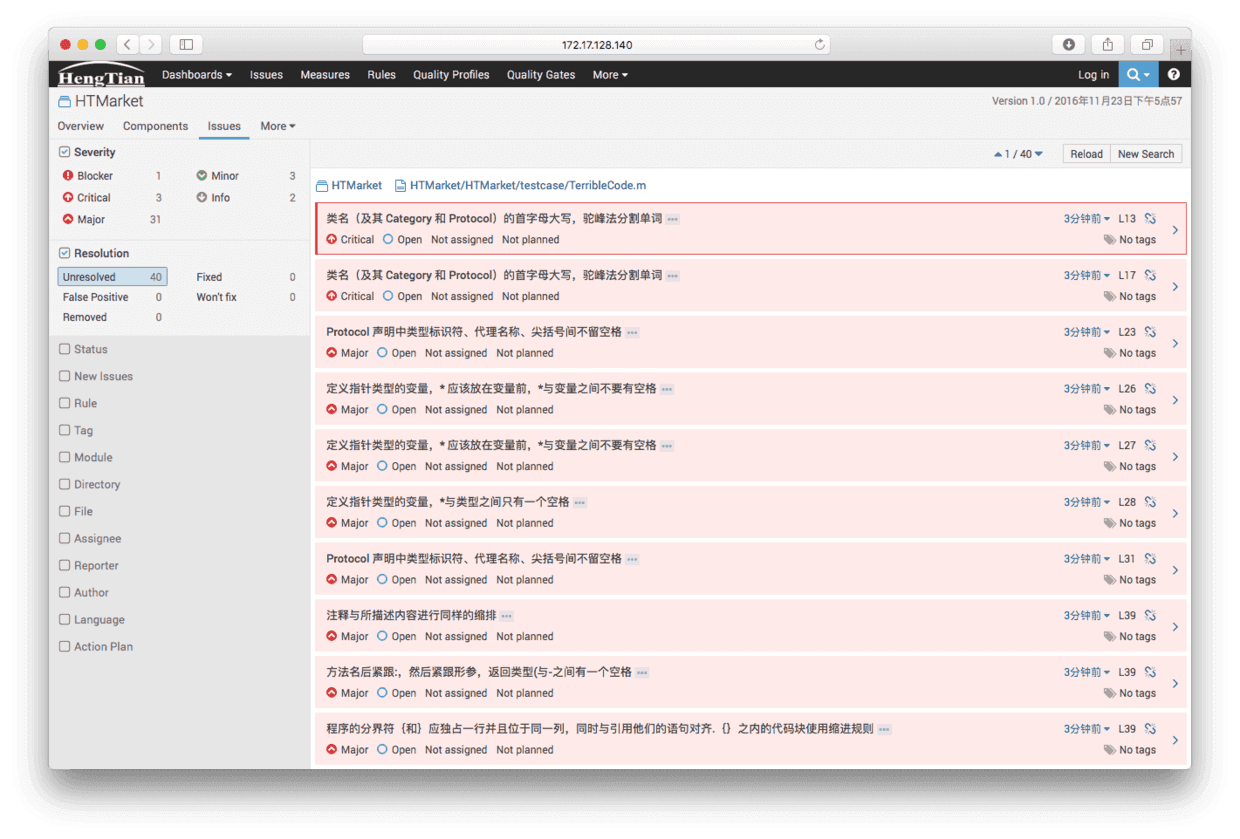 172.17.128.140
HengTian Dashboards Issues Measures Rules Quality Profiles Quality Gates More Log in
HTMarket Version 1.0 / 2016年11月23日下午5点57
Overview Components Issues More
Severity
Blocker 1 Minor 3
Critical 3 Info 2
Major 31
Resolution
Unresolved 40 Fixed 0
False Positive 0 Won't fix 0
Removed 0
Status
New Issues
Rule
Tag
Module
Directory
File
Assignee
Reporter
Author
Language
Action Plan
1 / 40 Reload New Search
HTMarket HTMarket/HTMarket/testcase/TerribleCode.m
类名（及其 Category 和 Protocol）的首字母大写，驼峰法分割单词 3分钟前 L13
Critical Open Not assigned Not planned No tags
类名（及其 Category 和 Protocol）的首字母大写，驼峰法分割单词 3分钟前 L17
Critical Open Not assigned Not planned No tags
Protocol 声明中类型标识符、代理名称、尖括号间不留空格 3分钟前 L23
Major Open Not assigned Not planned No tags
定义指针类型的变量，* 应该放在变量前，*与变量之间不要有空格 3分钟前 L26
Major Open Not assigned Not planned No tags
定义指针类型的变量，* 应该放在变量前，*与变量之间不要有空格 3分钟前 L27
Major Open Not assigned Not planned No tags
定义指针类型的变量，*与类型之间只有一个空格 3分钟前 L28
Major Open Not assigned Not planned No tags
Protocol 声明中类型标识符、代理名称、尖括号间不留空格 3分钟前 L31
Major Open Not assigned Not planned No tags
注释与所描述内容进行同样的缩排 3分钟前 L39
Major Open Not assigned Not planned No tags
方法名后紧跟:，然后紧跟形参，返回类型(与-之间有一个空格 3分钟前 L39
Major Open Not assigned Not planned No tags
程序的分界符｛和｝应独占一行并且位于同一列，同时与引用他们的语句对齐.｛｝之内的代码块使用缩进规则 3分钟前 L39
Major Open Not assigned Not planned No tags